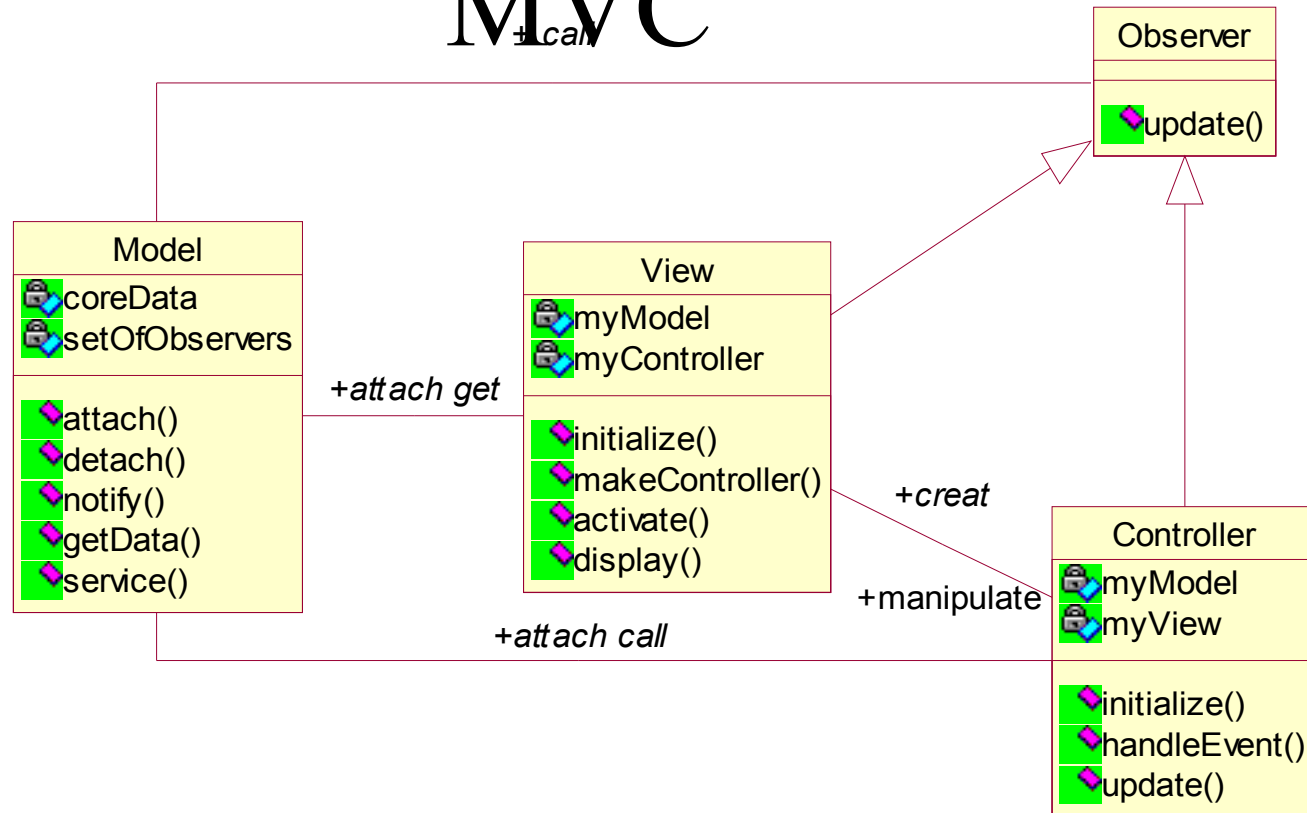 MVC
+ call
Observer
update()
Model
coreData
setOfObservers
attach()
detach()
notify()
getData()
service()
+attach get
View
myModel
myController
initialize()
makeController()
activate()
display()
+creat
+manipulate
+attach call
Controller
myModel
myView
initialize()
handleEvent()
update()